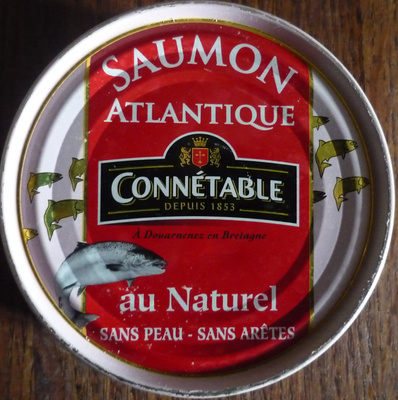 SAUMON
ATLANTIQUE
CONNÉTABLE
DEPUIS 1853
À Douarnenez en Bretagne
au Naturel
SANS PEAU - SANS ARÊTES